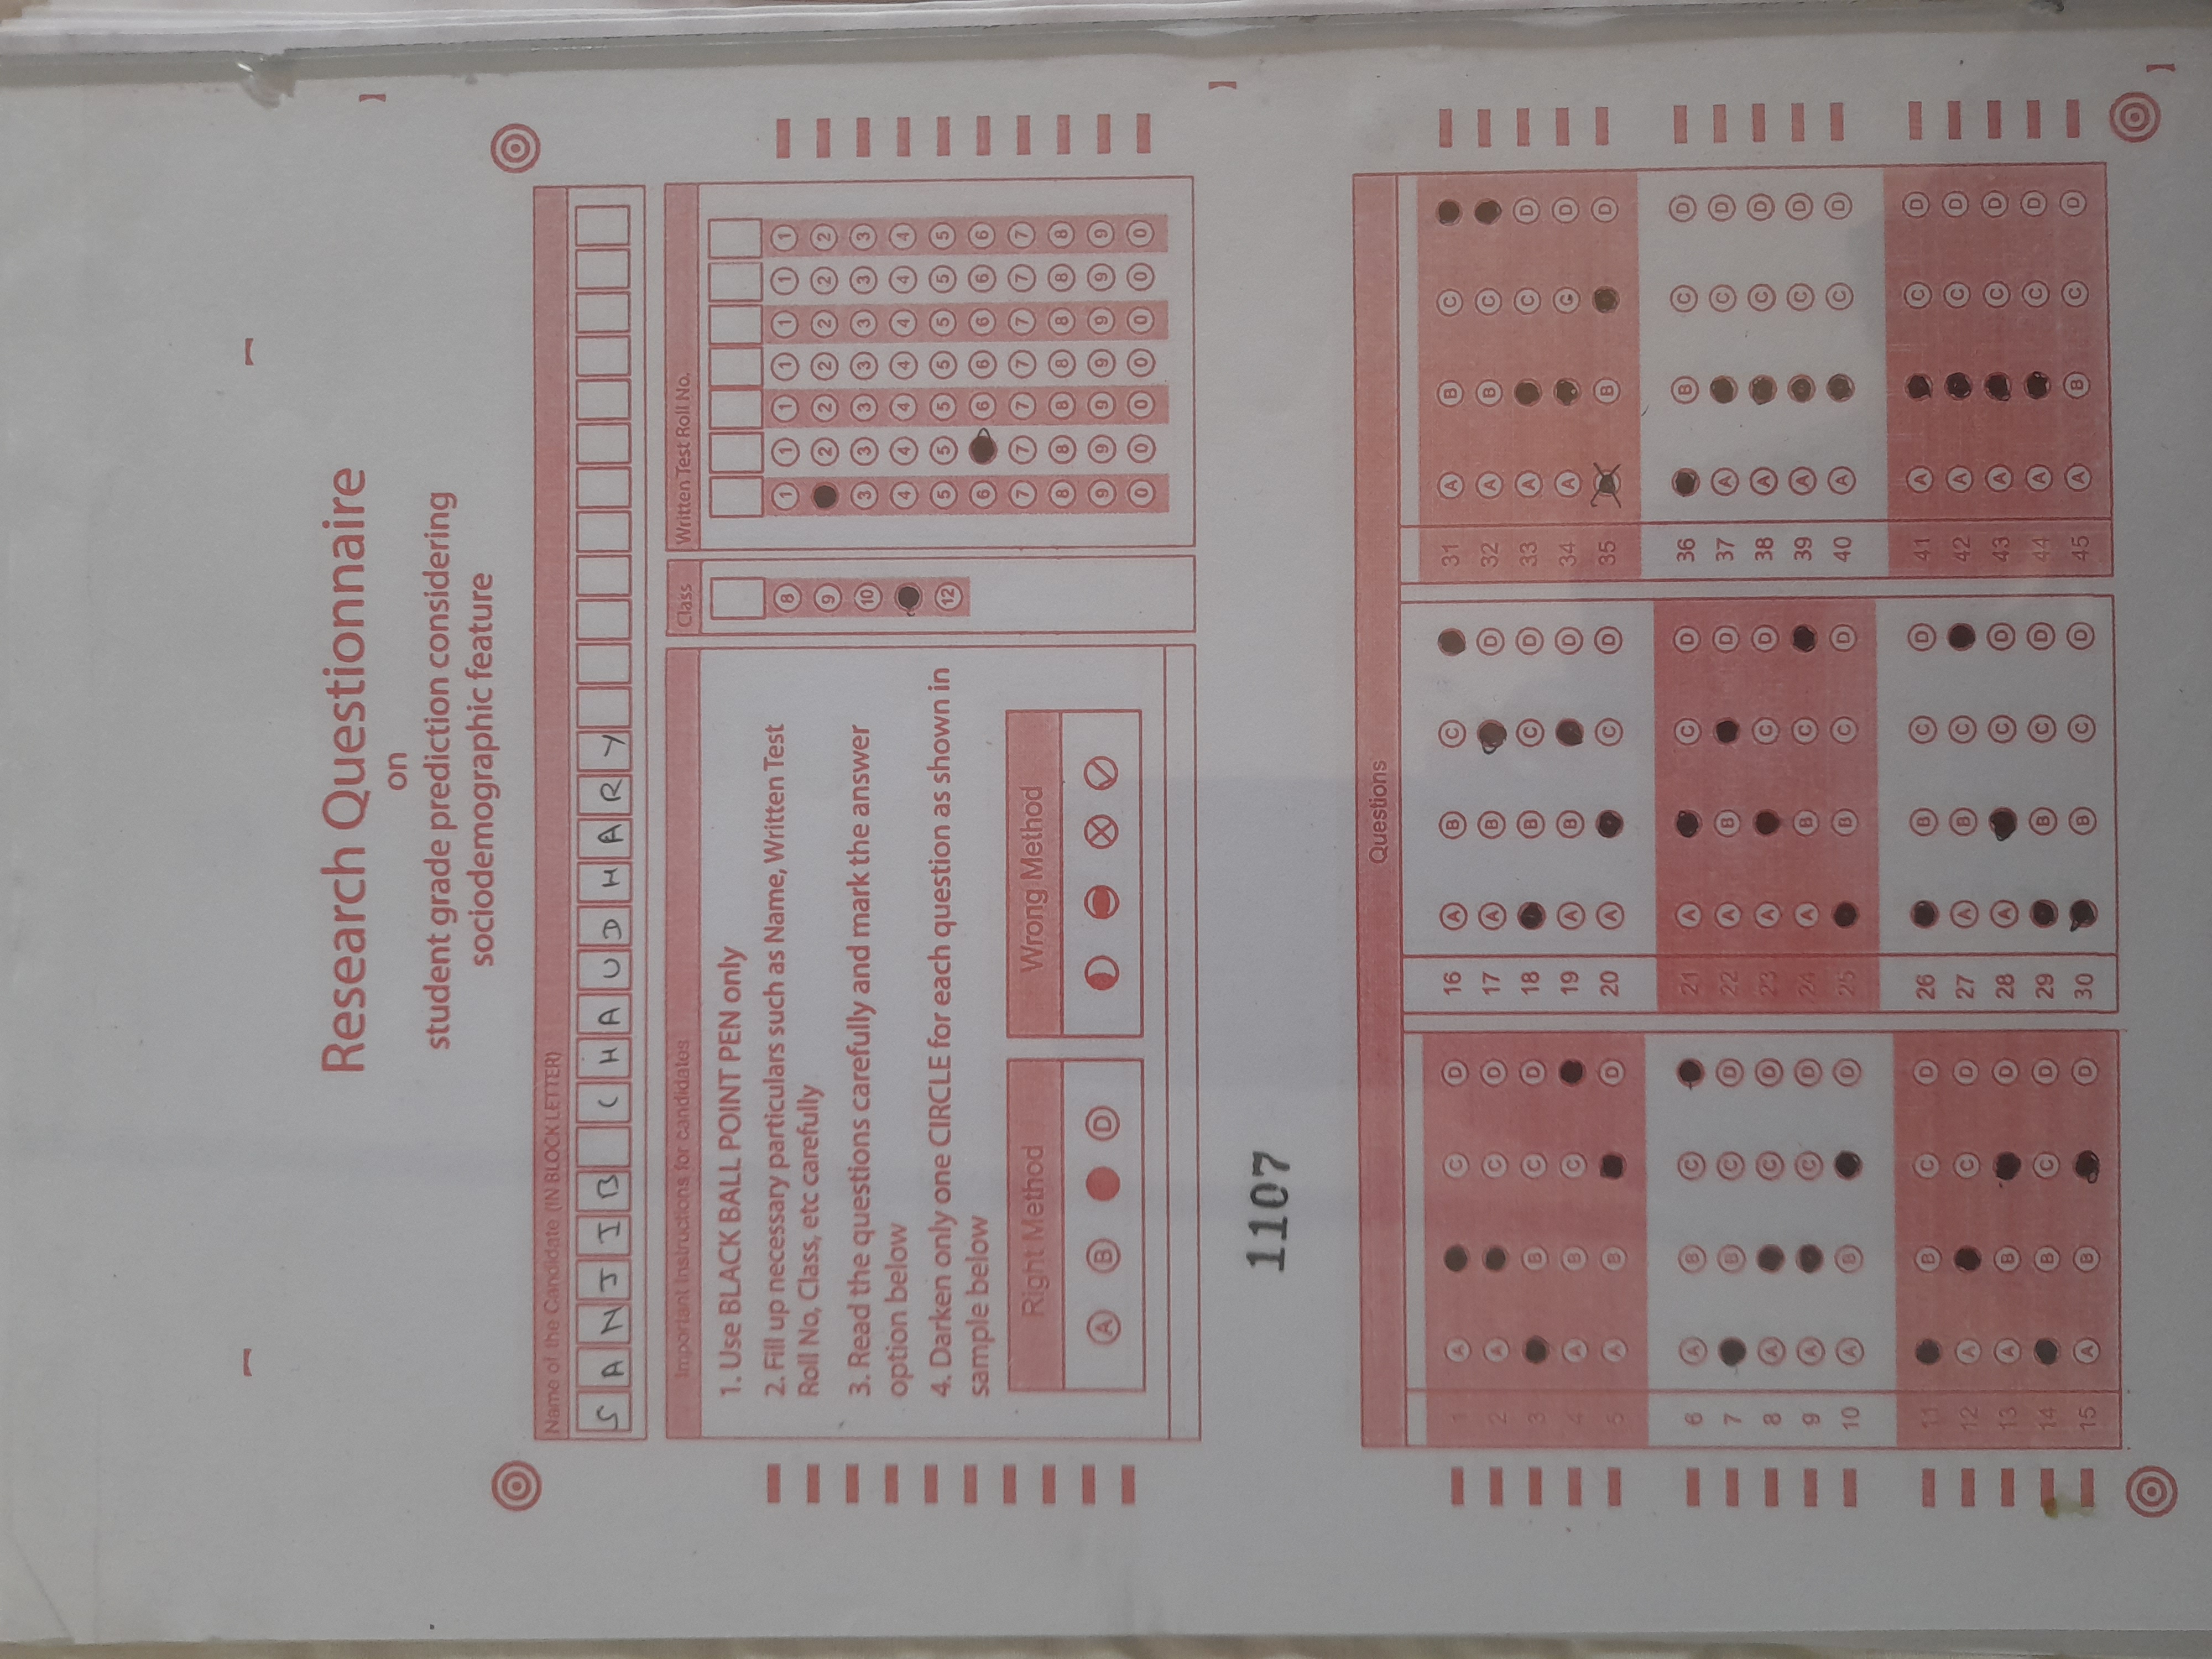 Research Questionnaire
on
student grade prediction considering
sociodemographic feature
Name of the Candidate (IN BLOCK LETTER)
SANJIB CHAUDHARY
Important Instructions for candidates
1. Use BLACK BALL POINT PEN only
2. Fill up necessary particulars such as Name, Written Test
Roll No, Class, etc carefully
3. Read the questions carefully and mark the answer
option below
4. Darken only one CIRCLE for each question as shown in
sample below
Right Method
A B D
Wrong Method
Class
8
9
10
12
Written Test Roll No.
1 1 1 1 1 1 1
2 2 2 2 2 2
3 3 3 3 3 3 3
4 4 4 4 4 4 4
5 5 5 5 5 5 5
6 6 6 6 6 6
7 7 7 7 7 7 7
8 8 8 8 8 8 8
9 9 9 9 9 9 9
0 0 0 0 0 0 0
1107
Questions
1 A C D
2 A C D
3 B C D
4 A B C
5 A B D
6 A B C
7 B C D
8 A C D
9 A C D
10 A B D
11 B C D
12 A C D
13 A B D
14 B C D
15 A B D
16 A B C
17 A B D
18 B C D
19 A B D
20 A C D
21 A C D
22 A B D
23 A C D
24 A B C
25 B C D
26 B C D
27 A B C
28 A C D
29 B C D
30 B C D
31 A B C
32 A B C
33 A C D
34 A C D
35 B D
36 B C D
37 A C D
38 A C D
39 A C D
40 A C D
41 A C D
42 A C D
43 A C D
44 A C D
45 A B C D